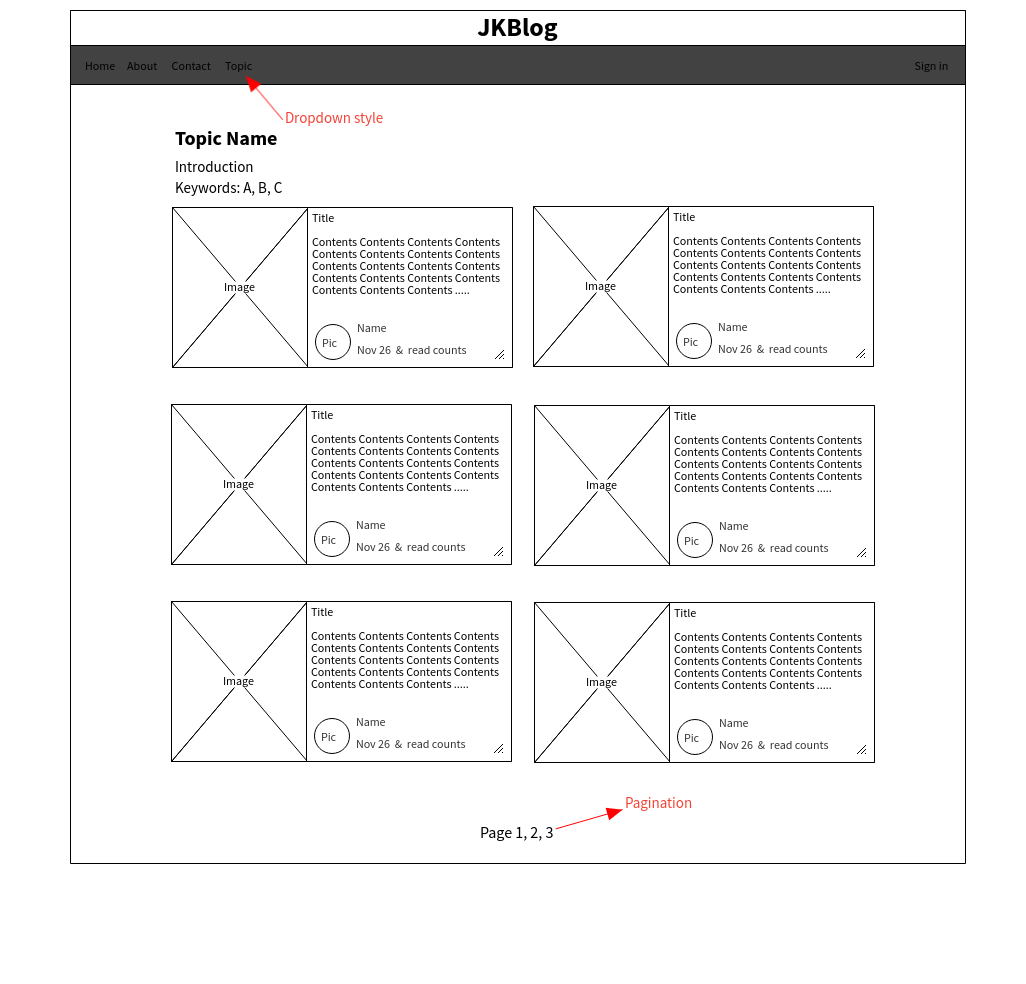 JKBlog
Home About Contact Topic Sign in
Dropdown style
Topic Name
Introduction
Keywords: A, B, C
Image
Title
Contents Contents Contents Contents
Contents Contents Contents Contents
Contents Contents Contents Contents
Contents Contents Contents Contents
Contents Contents Contents .....
Pic
Name
Nov 26 & read counts
Image
Title
Contents Contents Contents Contents
Contents Contents Contents Contents
Contents Contents Contents Contents
Contents Contents Contents Contents
Contents Contents Contents .....
Pic
Name
Nov 26 & read counts
Image
Title
Contents Contents Contents Contents
Contents Contents Contents Contents
Contents Contents Contents Contents
Contents Contents Contents Contents
Contents Contents Contents .....
Pic
Name
Nov 26 & read counts
Image
Title
Contents Contents Contents Contents
Contents Contents Contents Contents
Contents Contents Contents Contents
Contents Contents Contents Contents
Contents Contents Contents .....
Pic
Name
Nov 26 & read counts
Image
Title
Contents Contents Contents Contents
Contents Contents Contents Contents
Contents Contents Contents Contents
Contents Contents Contents Contents
Contents Contents Contents .....
Pic
Name
Nov 26 & read counts
Image
Title
Contents Contents Contents Contents
Contents Contents Contents Contents
Contents Contents Contents Contents
Contents Contents Contents Contents
Contents Contents Contents .....
Pic
Name
Nov 26 & read counts
Pagination
Page 1, 2, 3